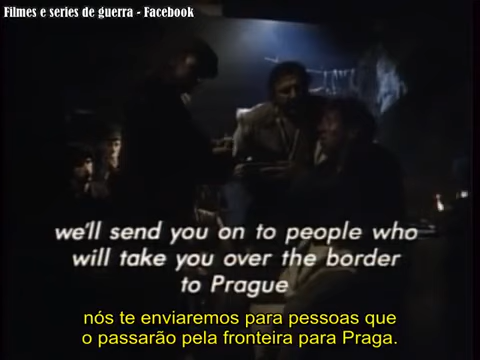 Filmes e series de guerra - Facebook
we'll send you on to people who
will take you over the border
to Prague
nós te enviaremos para pessoas que
o passarão pela fronteira para Praga.